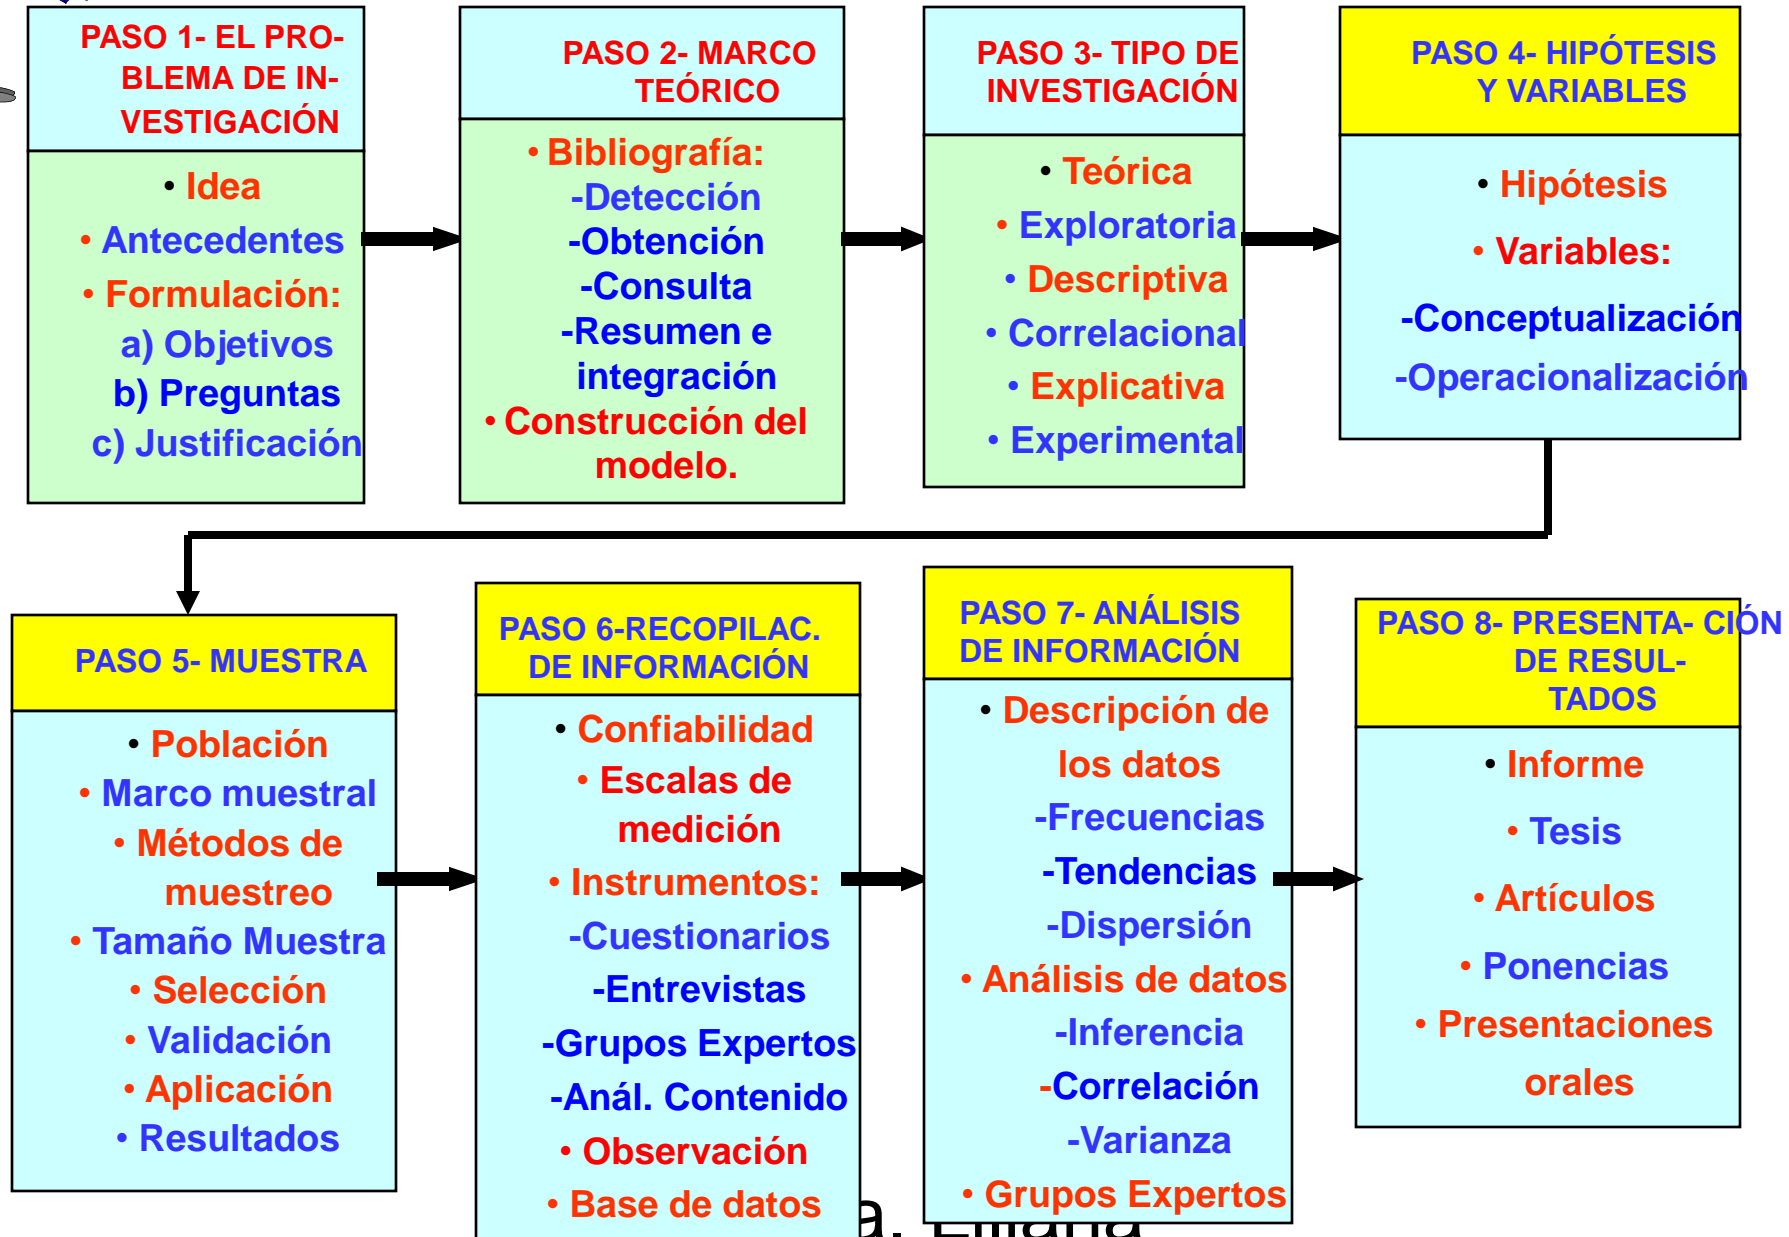 PASO 1- EL PRO-
BLEMA DE IN-
VESTIGACIÓN
• Idea
• Antecedentes
• Formulación:
a) Objetivos
b) Preguntas
c) Justificación
PASO 2- MARCO
TEÓRICO
• Bibliografía:
-Detección
-Obtención
-Consulta
-Resumen e
integración
• Construcción del
modelo.
PASO 3- TIPO DE
INVESTIGACIÓN
• Teórica
• Exploratoria
• Descriptiva
• Correlacional
• Explicativa
• Experimental
PASO 4- HIPÓTESIS
Y VARIABLES
• Hipótesis
• Variables:
-Conceptualización
-Operacionalización
PASO 5- MUESTRA
• Población
• Marco muestral
• Métodos de
muestreo
• Tamaño Muestra
• Selección
• Validación
• Aplicación
• Resultados
PASO 6-RECOPILAC.
DE INFORMACIÓN
• Confiabilidad
• Escalas de
medición
• Instrumentos:
-Cuestionarios
-Entrevistas
-Grupos Expertos
-Anál. Contenido
• Observación
• Base de datos
PASO 7- ANÁLISIS
DE INFORMACIÓN
• Descripción de
los datos
-Frecuencias
-Tendencias
-Dispersión
• Análisis de datos
-Inferencia
-Correlación
-Varianza
• Grupos Expertos
PASO 8- PRESENTA- CIÓN
DE RESUL-
TADOS
• Informe
• Tesis
• Artículos
• Ponencias
• Presentaciones
orales
a. Liliana